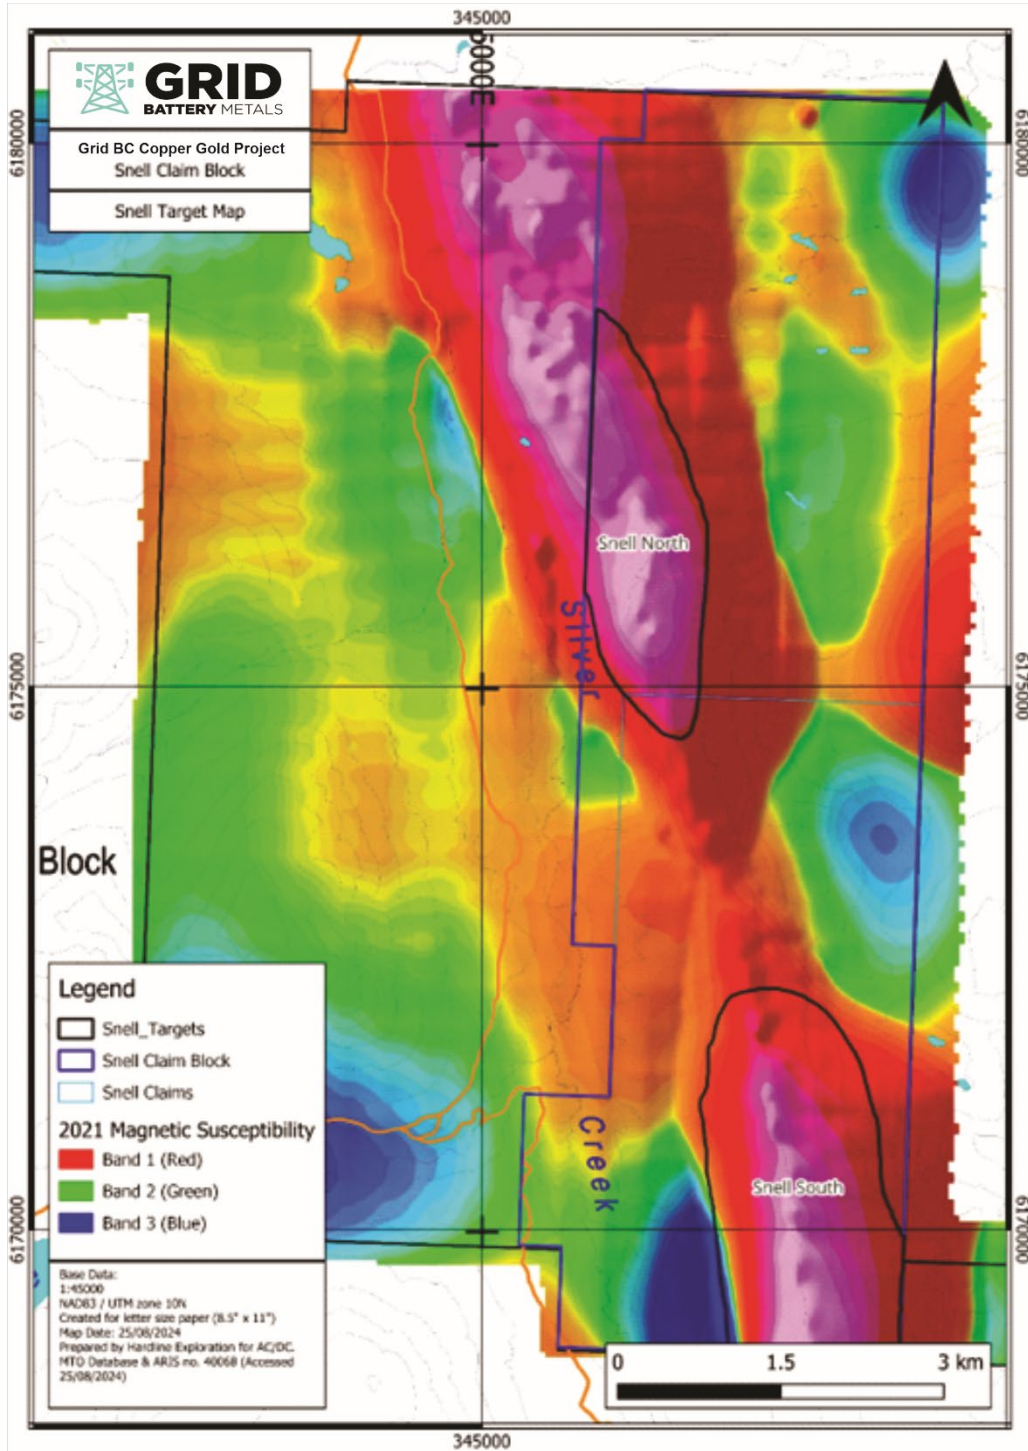 345000
5000E
GRID
BATTERY METALS
Grid BC Copper Gold Project
Snell Claim Block
Snell Target Map
6180000
6180000
Snell North
Silver
6175000
6175000
Block
Legend
Snell_Targets
Snell Claim Block
Snell Claims
2021 Magnetic Susceptibility
Band 1 (Red)
Band 2 (Green)
Band 3 (Blue)
Creek
Snell South
6170000
6170000
Base Data:
1:45000
NAD83 / UTM zone 10N
Created for letter size paper (8.5" x 11")
Map Date: 25/08/2024
Prepared by Hardline Exploration for AC/DC.
MTO Database & ARIS no. 40068 (Accessed
25/08/2024)
0 1.5 3 km
345000